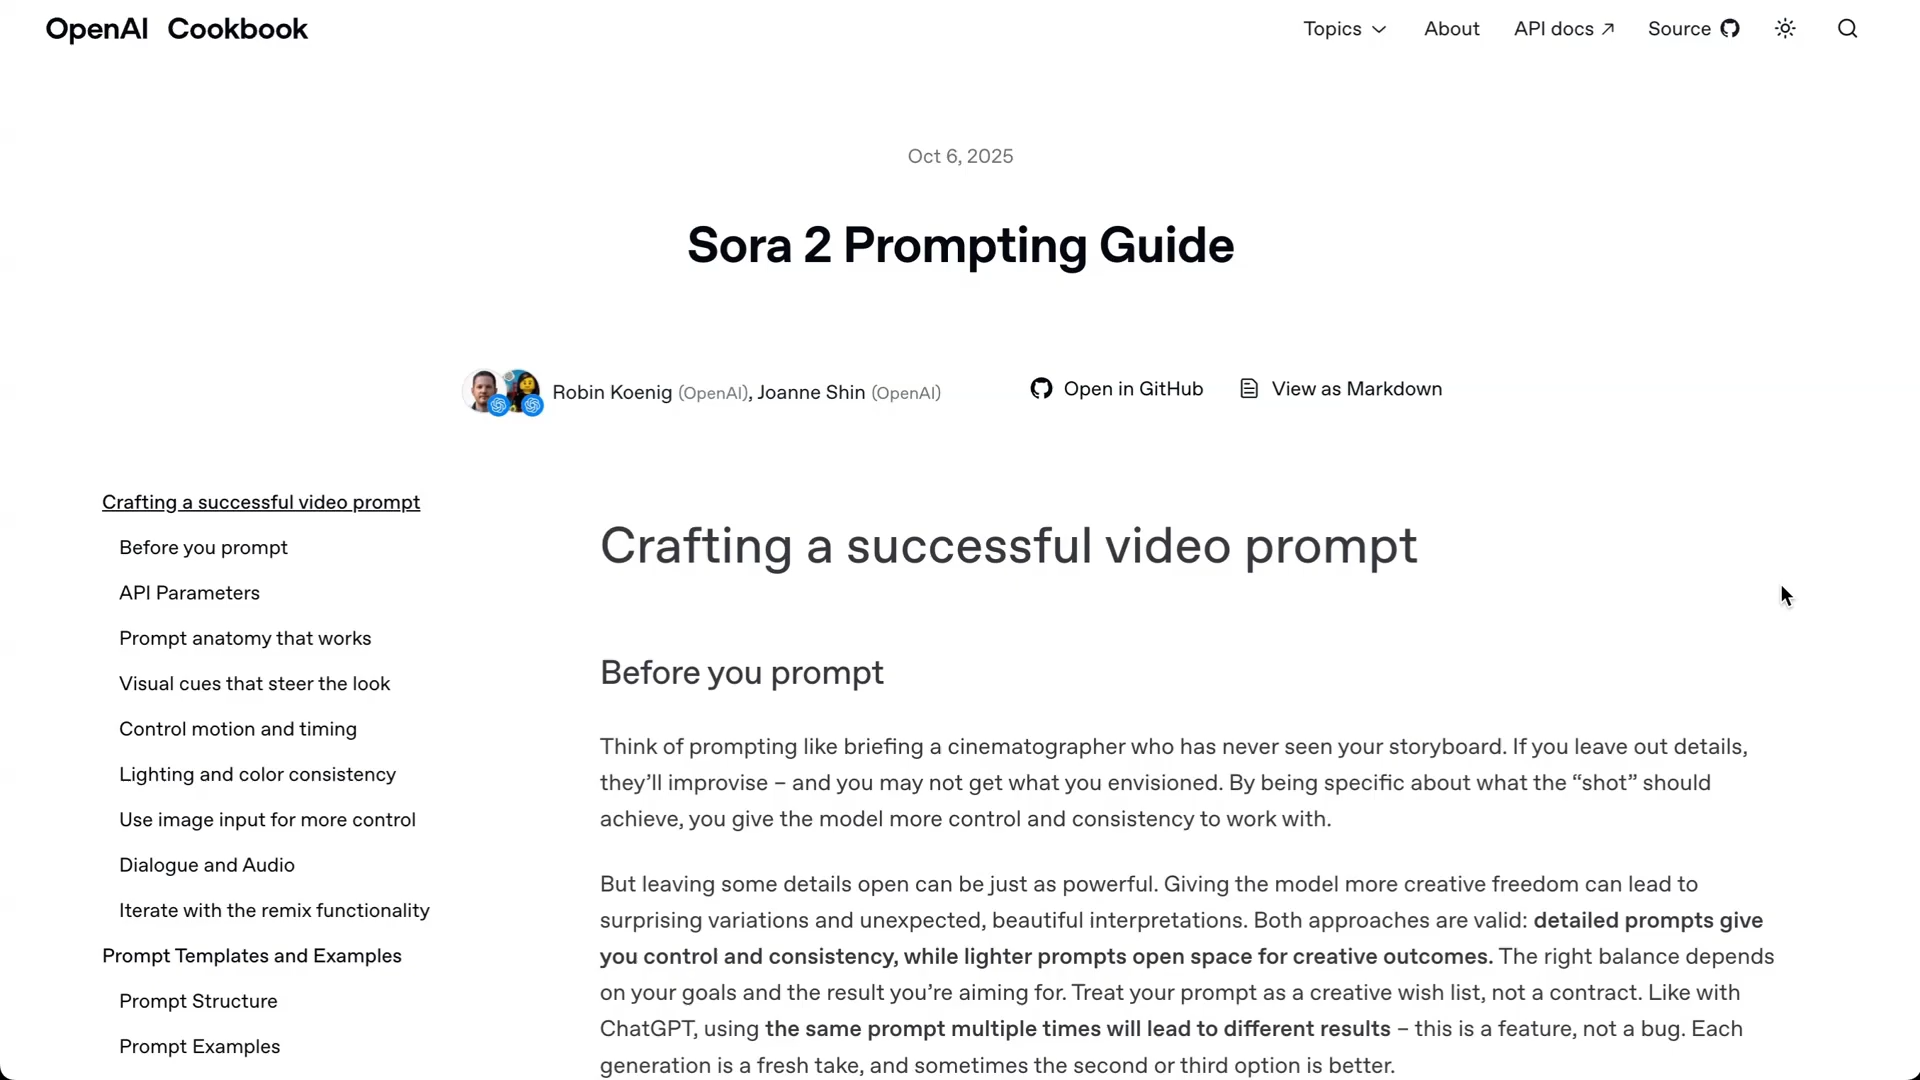 OpenAI Cookbook
Topics
About
API docs ↗
Source
Oct 6, 2025
Sora 2 Prompting Guide
Robin Koenig (OpenAI), Joanne Shin (OpenAI)
Open in GitHub
View as Markdown
Crafting a successful video prompt
Before you prompt
API Parameters
Prompt anatomy that works
Visual cues that steer the look
Control motion and timing
Lighting and color consistency
Use image input for more control
Dialogue and Audio
Iterate with the remix functionality
Prompt Templates and Examples
Prompt Structure
Prompt Examples
Crafting a successful video prompt
Before you prompt
Think of prompting like briefing a cinematographer who has never seen your storyboard. If you leave out details,
they’ll improvise – and you may not get what you envisioned. By being specific about what the “shot” should
achieve, you give the model more control and consistency to work with.
But leaving some details open can be just as powerful. Giving the model more creative freedom can lead to
surprising variations and unexpected, beautiful interpretations. Both approaches are valid: detailed prompts give
you control and consistency, while lighter prompts open space for creative outcomes. The right balance depends
on your goals and the result you’re aiming for. Treat your prompt as a creative wish list, not a contract. Like with
ChatGPT, using the same prompt multiple times will lead to different results – this is a feature, not a bug. Each
generation is a fresh take, and sometimes the second or third option is better.